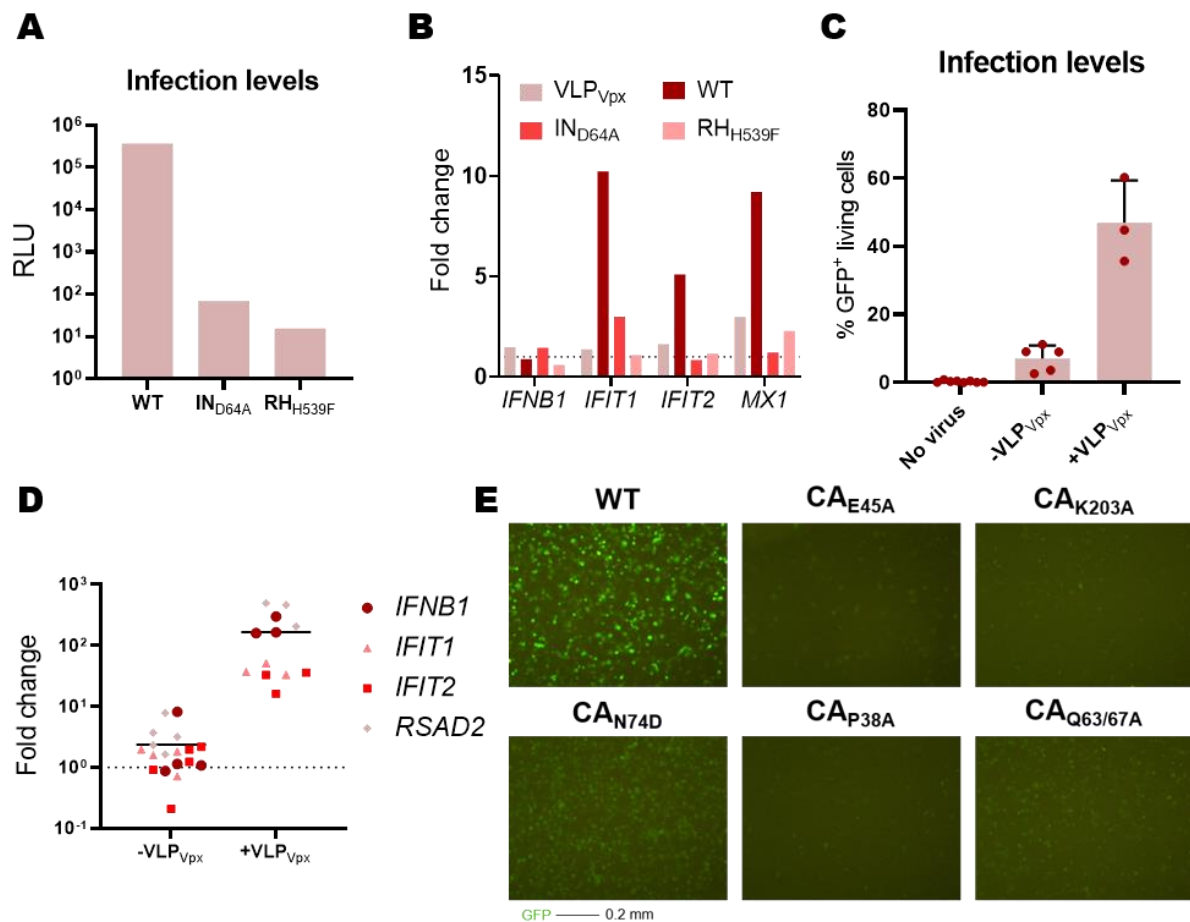 A
Infection levels
RLU
10⁶
10⁵
10⁴
10³
10²
10¹
10⁰
WT
IN_D64A
RH_H539F
B
Fold change
15
10
5
0
VLP_Vpx
WT
IN_D64A
RH_H539F
IFNB1
IFIT1
IFIT2
MX1
C
Infection levels
% GFP⁺ living cells
80
60
40
20
0
No virus
-VLP_Vpx
+VLP_Vpx
D
Fold change
10³
10²
10¹
10⁰
10⁻¹
-VLP_Vpx
+VLP_Vpx
IFNB1
IFIT1
IFIT2
RSAD2
E
WT
CA_E45A
CA_K203A
CA_N74D
CA_P38A
CA_Q63/67A
GFP
0.2 mm